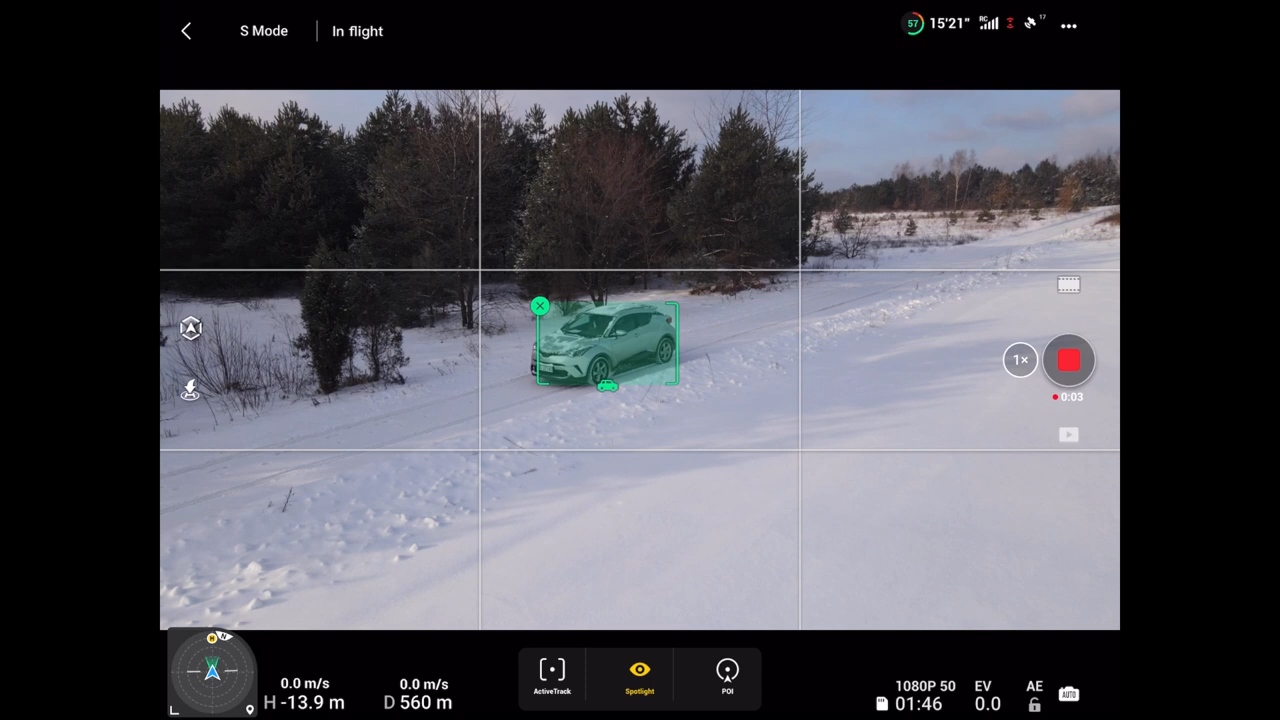 S Mode
In flight
57
15'21"
RC
17
1×
0:03
H
0.0 m/s
0.0 m/s
H -13.9 m
D 560 m
ActiveTrack
Spotlight
POI
1080P 50
01:46
EV
0.0
AE
AUTO